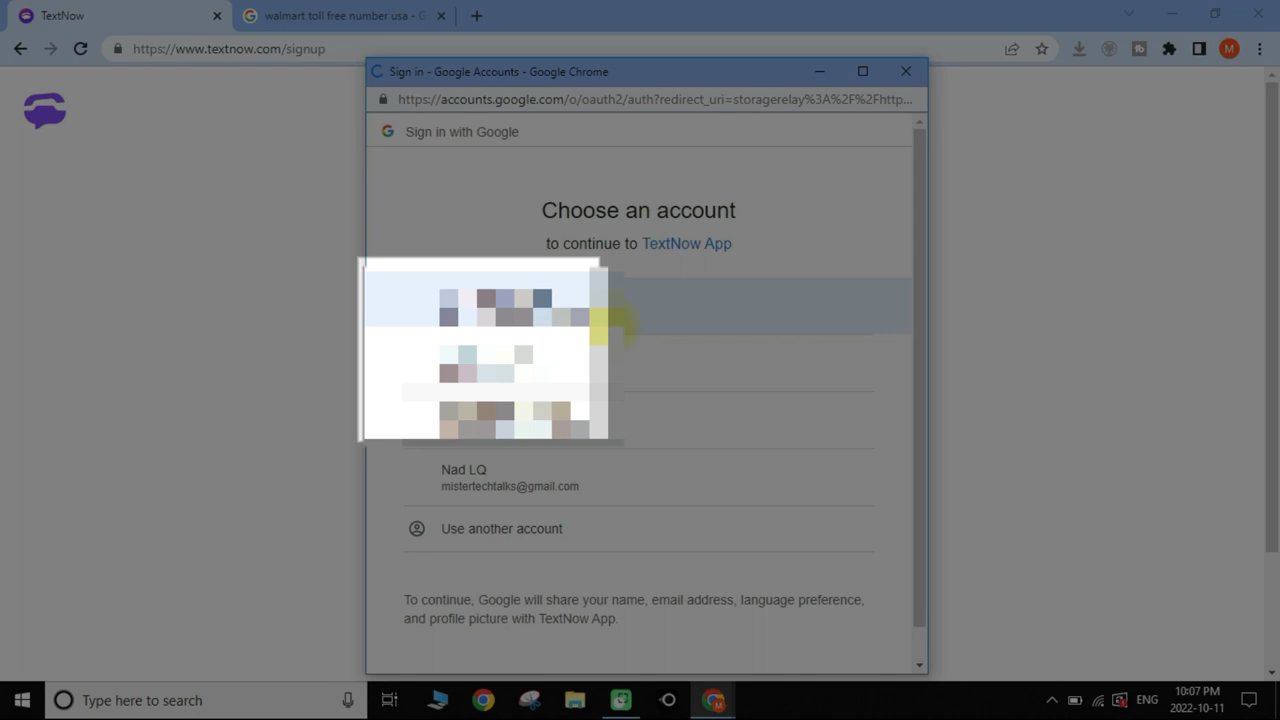 TextNow
walmart toll free number usa - G
https://www.textnow.com/signup
M
Sign in - Google Accounts - Google Chrome
https://accounts.google.com/o/oauth2/auth?redirect_uri=storagerelay%3A%2F%2Fhttp...
Sign in with Google
Choose an account
to continue to TextNow App
Nad LQ
mistertechtalks@gmail.com
Use another account
To continue, Google will share your name, email address, language preference,
and profile picture with TextNow App.
Type here to search
M
ENG
10:07 PM
2022-10-11